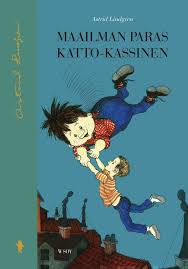 Astrid Lindgren
MAAILMAN PARAS
KATTO-KASSINEN
Astrid Lindgren
WSOY